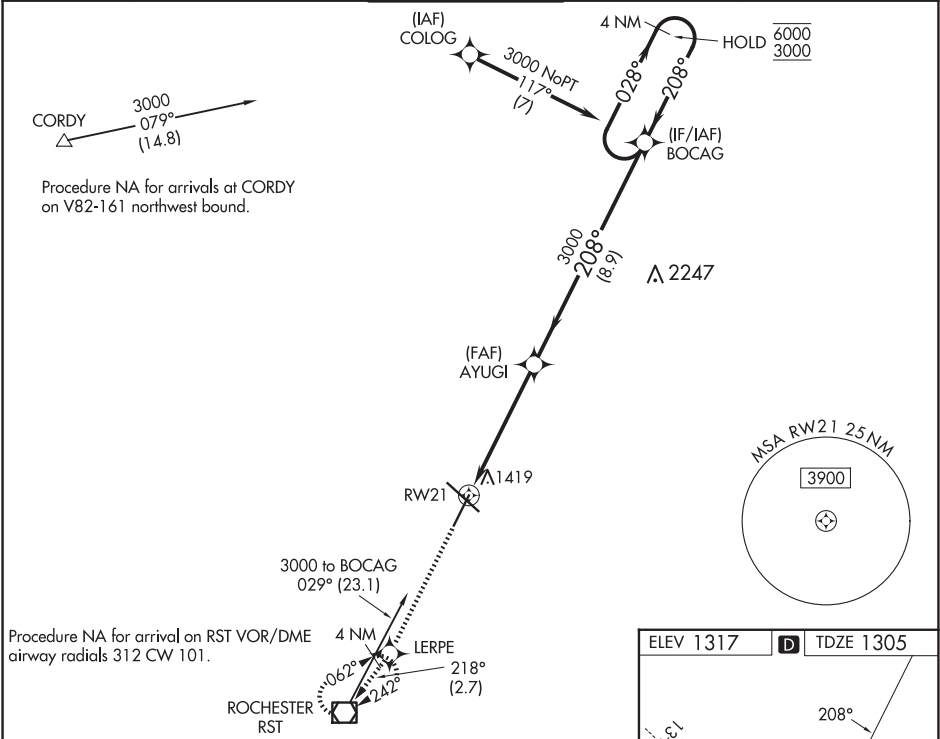 (IAF)
COLOG
3000 NoPT
117°
(7)
4 NM
HOLD
6000
3000
028°
208°
(IF/IAF)
BOCAG
CORDY
3000
079°
(14.8)
Procedure NA for arrivals at CORDY
on V82-161 northwest bound.
3000
208°
(8.9)
2247
(FAF)
AYUGI
MSA RW21 25 NM
3900
1419
RW21
3000 to BOCAG
029° (23.1)
Procedure NA for arrival on RST VOR/DME
airway radials 312 CW 101.
4 NM
LERPE
062°
242°
218°
(2.7)
ROCHESTER
RST
ELEV 1317
D
TDZE 1305
208°